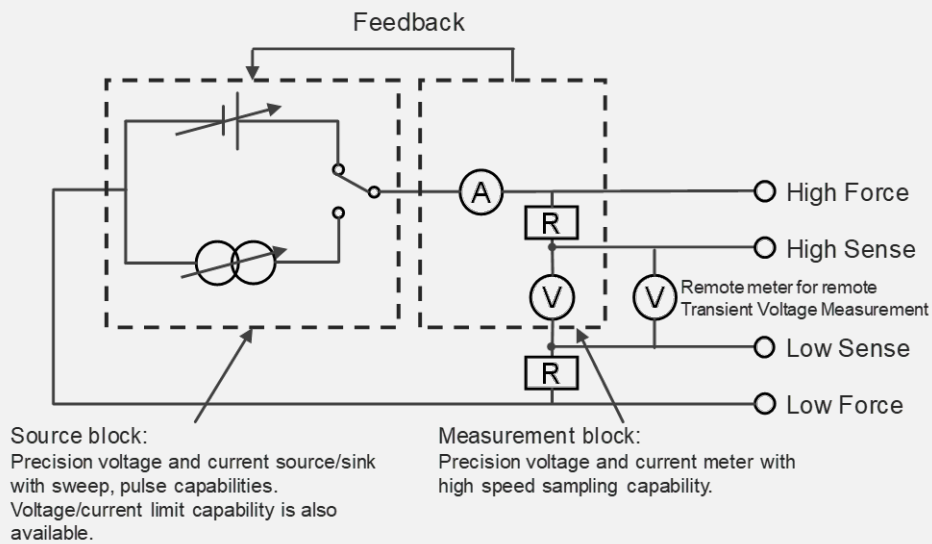 Feedback
A
High Force
R
High Sense
V
V
Remote meter for remote
Transient Voltage Measurement
Low Sense
R
Low Force
Source block:
Precision voltage and current source/sink
with sweep, pulse capabilities.
Voltage/current limit capability is also
available.
Measurement block:
Precision voltage and current meter with
high speed sampling capability.